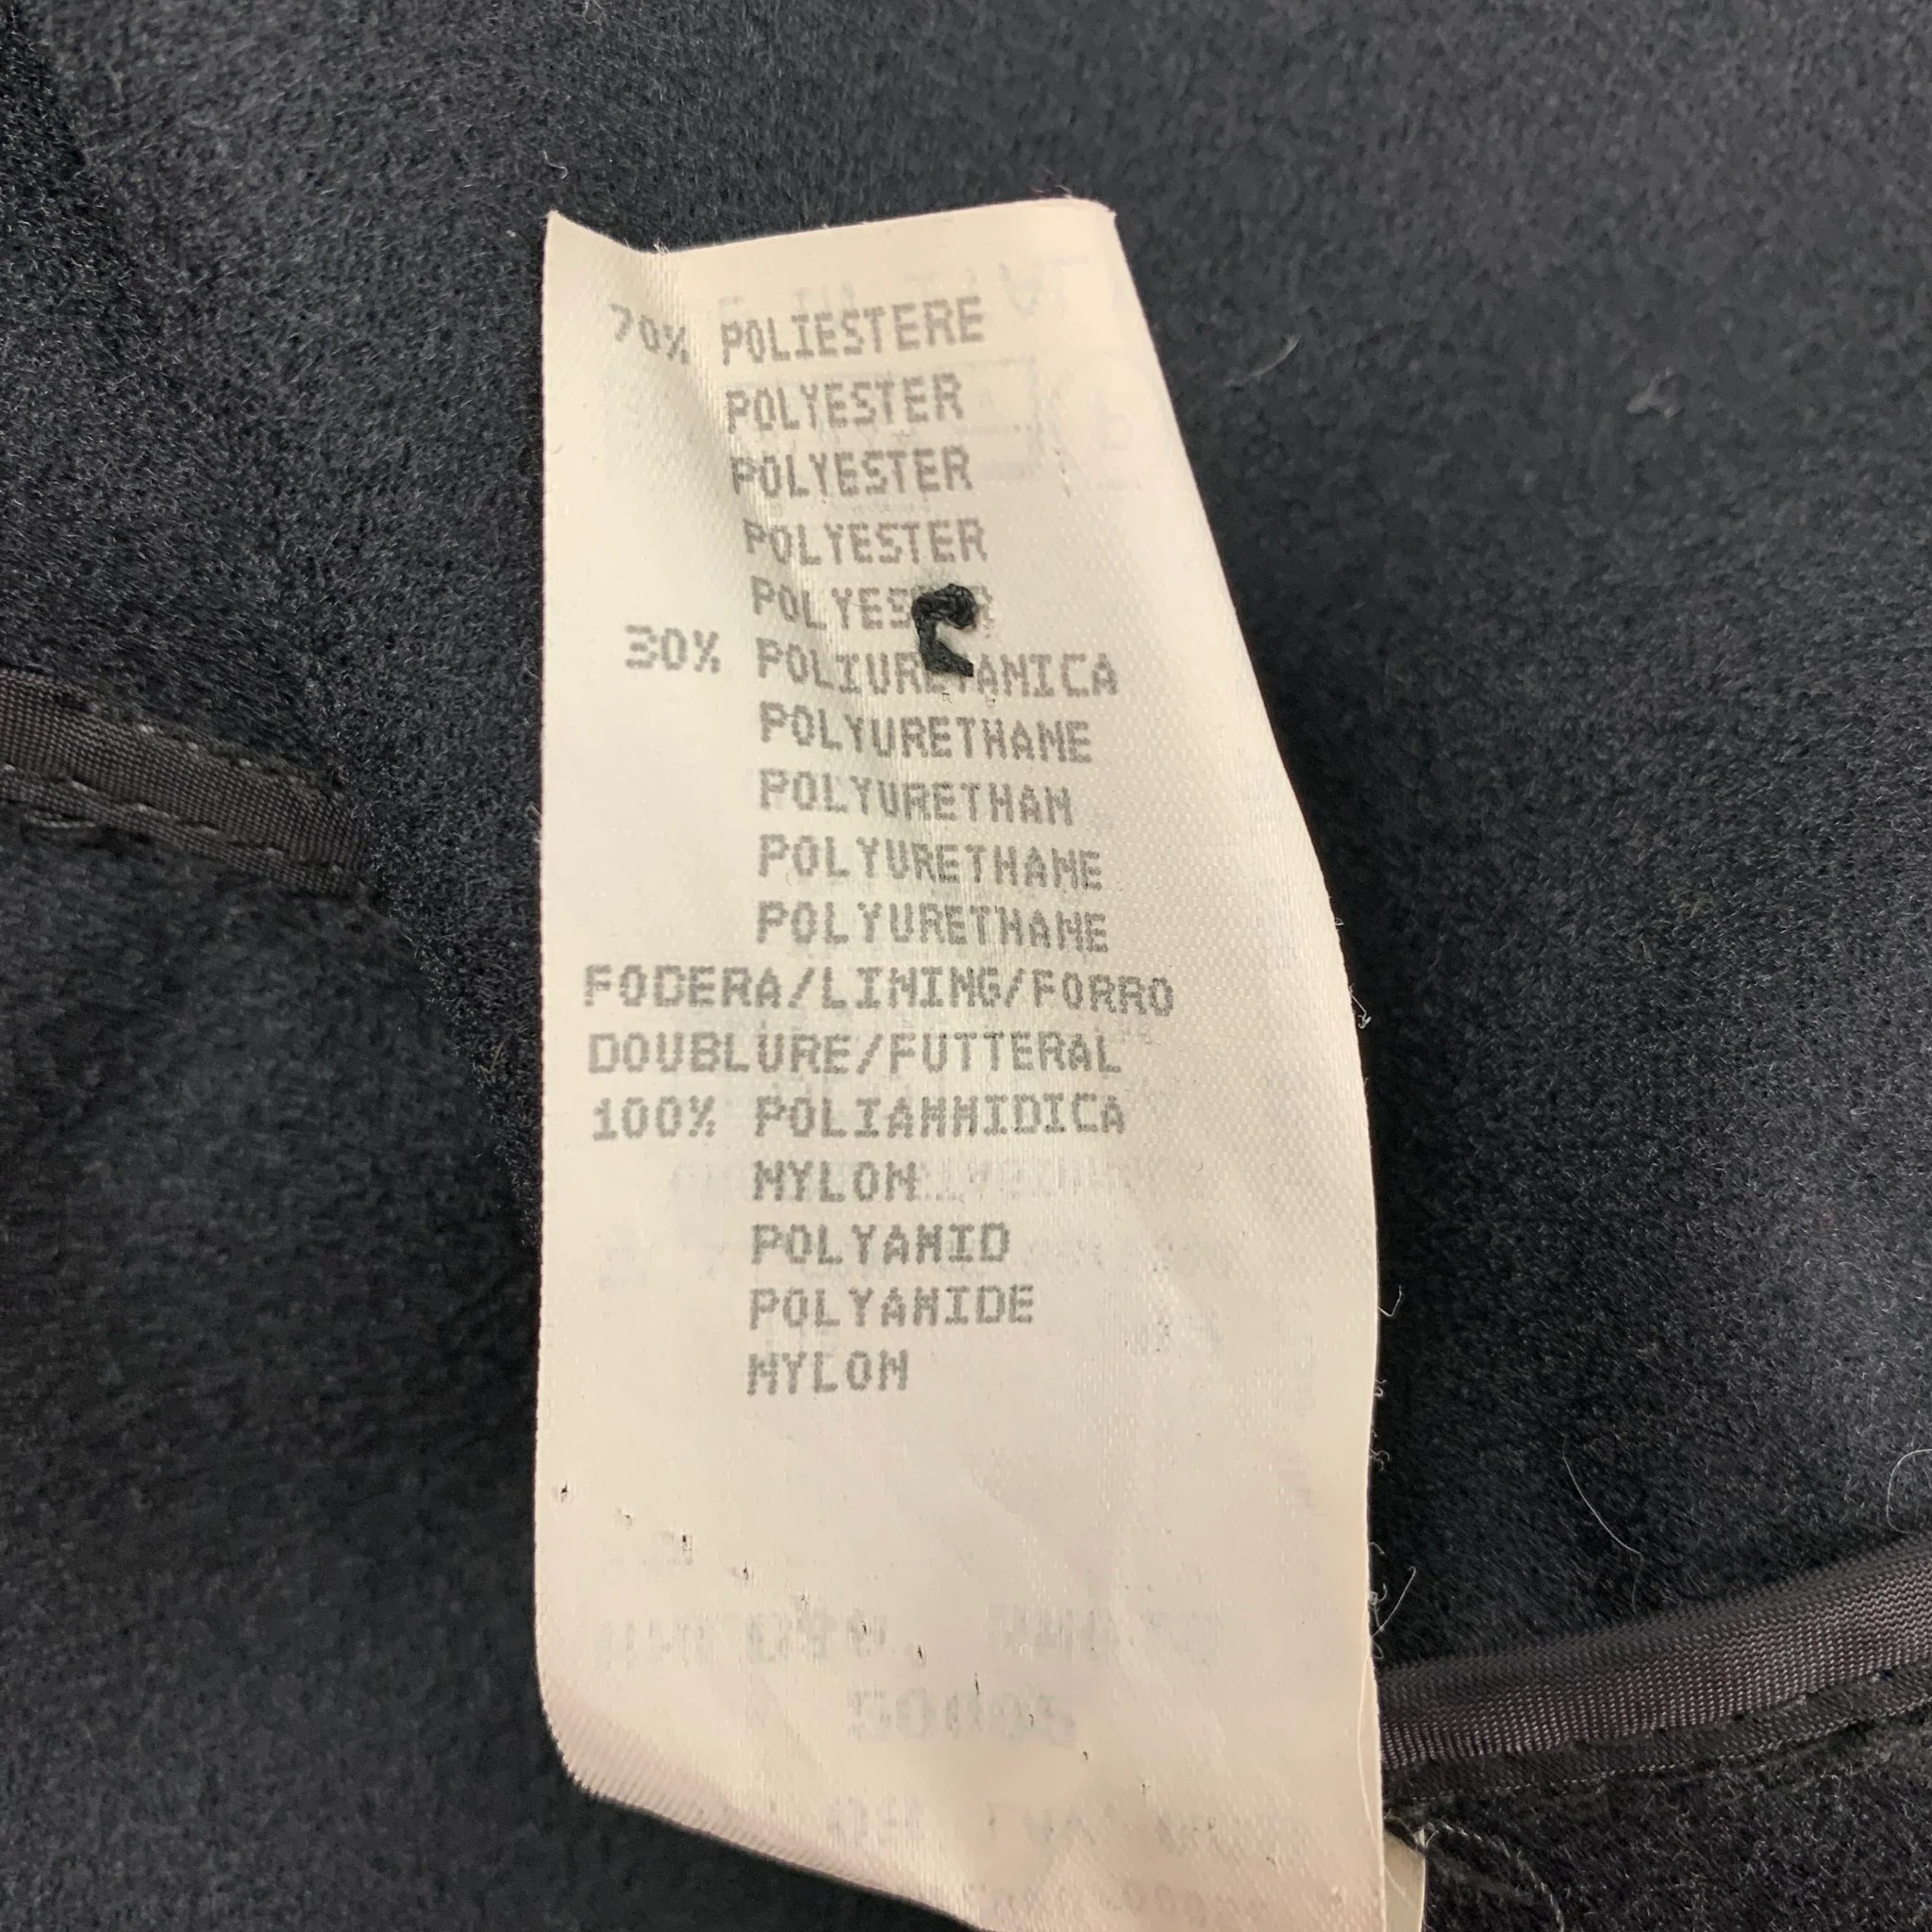 70% POLIESTERE
POLYESTER
POLYESTER
POLYESTER
POLYESTER
30% POLIURETANICA
POLYURETHANE
POLYURETHAN
POLYURETHANE
POLYURETHANE
FODERA/LINING/FORRO
DOUBLURE/FUTTERAL
100% POLIAMMIDICA
NYLON
POLYAMID
POLYAMIDE
NYLON